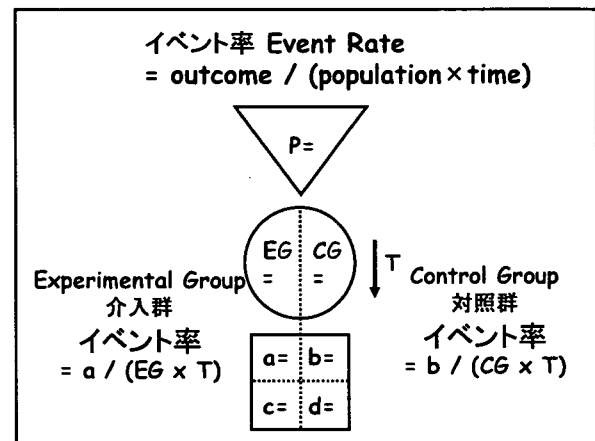 イベント率 Event Rate
= outcome / (population×time)
P=
EG CG
= =
T
Experimental Group
介入群
イベント率
= a / (EG x T)
Control Group
対照群
イベント率
= b / (CG x T)
a= b=
c= d=